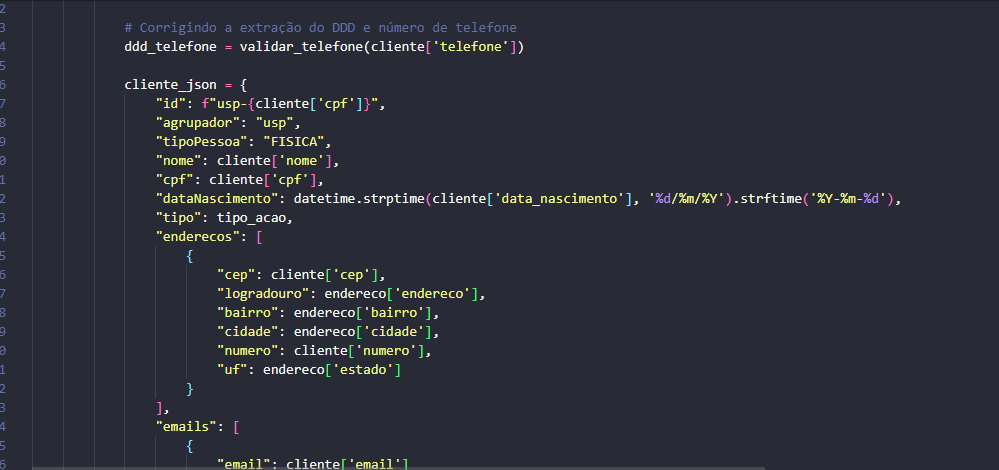 2
3 # Corrigindo a extração do DDD e número de telefone
4 ddd_telefone = validar_telefone(cliente['telefone'])
5
6 cliente_json = {
7 "id": f"usp-{cliente['cpf']}",
8 "agrupador": "usp",
9 "tipoPessoa": "FISICA",
0 "nome": cliente['nome'],
1 "cpf": cliente['cpf'],
2 "dataNascimento": datetime.strptime(cliente['data_nascimento'], '%d/%m/%Y').strftime('%Y-%m-%d'),
3 "tipo": tipo_acao,
4 "enderecos": [
5 {
6 "cep": cliente['cep'],
7 "logradouro": endereco['endereco'],
8 "bairro": endereco['bairro'],
9 "cidade": endereco['cidade'],
0 "numero": cliente['numero'],
1 "uf": endereco['estado']
2 }
3 ],
4 "emails": [
5 {
6 "email": cliente['email']